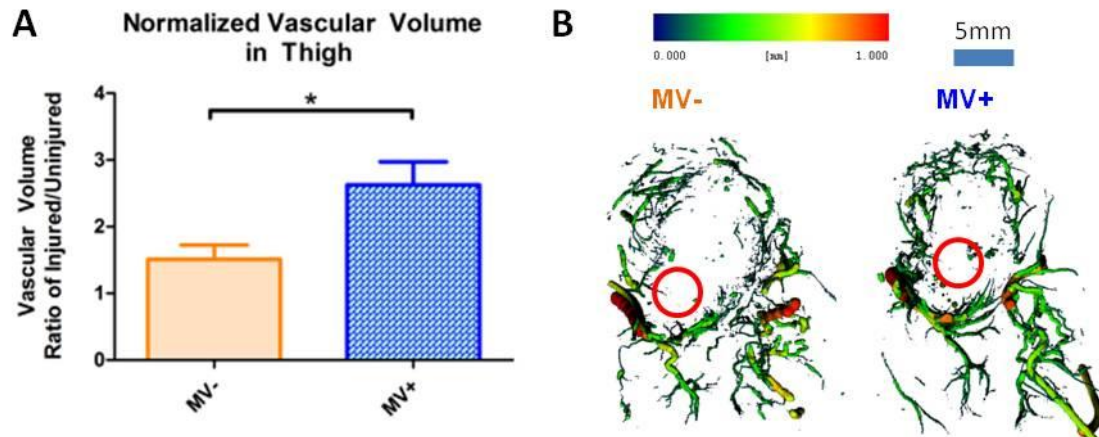 A
Normalized Vascular Volume
in Thigh
Vascular Volume
Ratio of Injured/Uninjured
4
3
2
1
0
*
MV-
MV+
B
0.000 [mm] 1.000
5mm
MV-
MV+